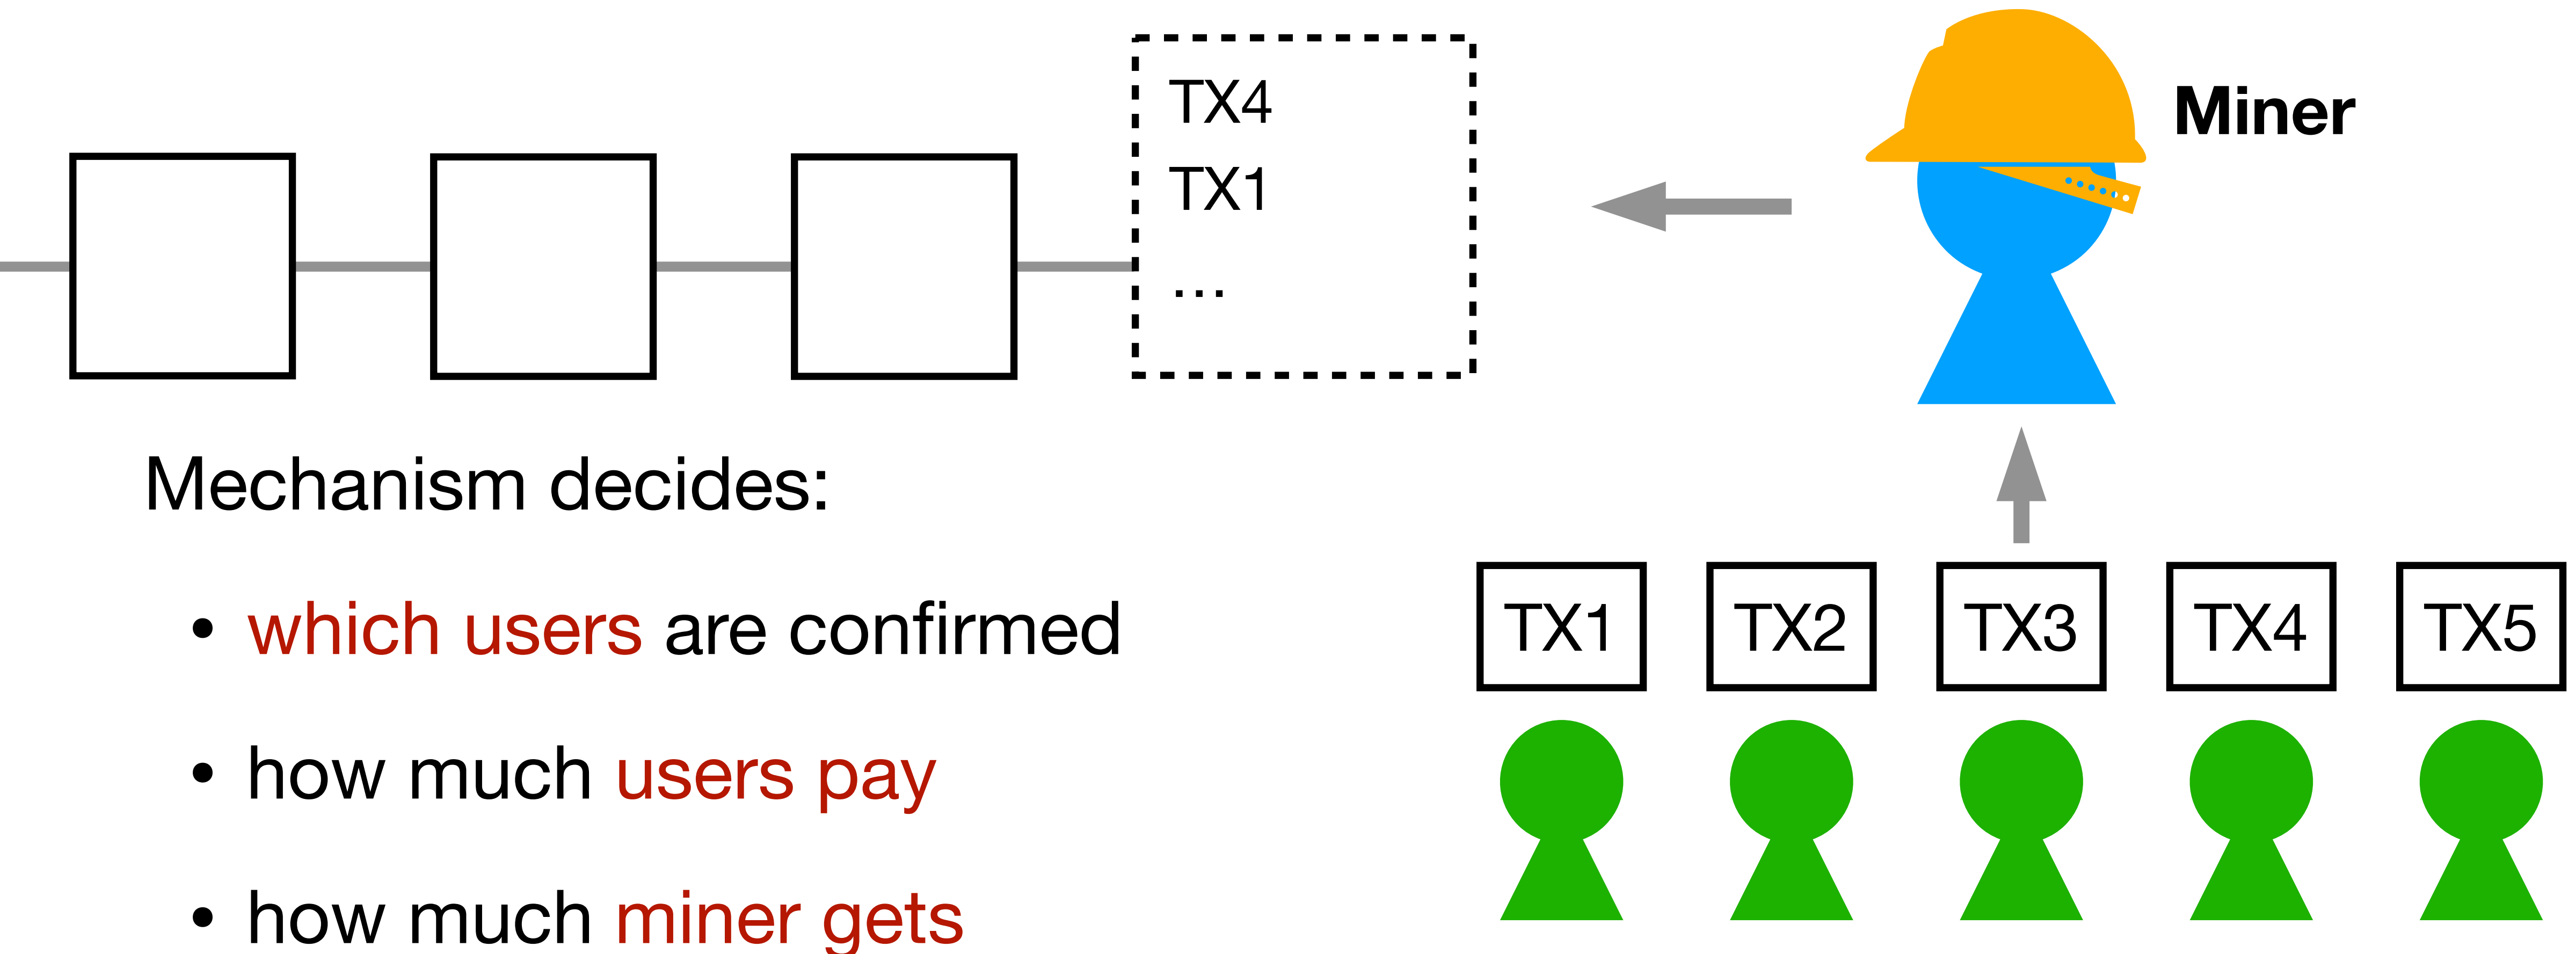 TX4
TX1
…
Miner
Mechanism decides:
• which users are confirmed
• how much users pay
• how much miner gets
TX1 TX2 TX3 TX4 TX5